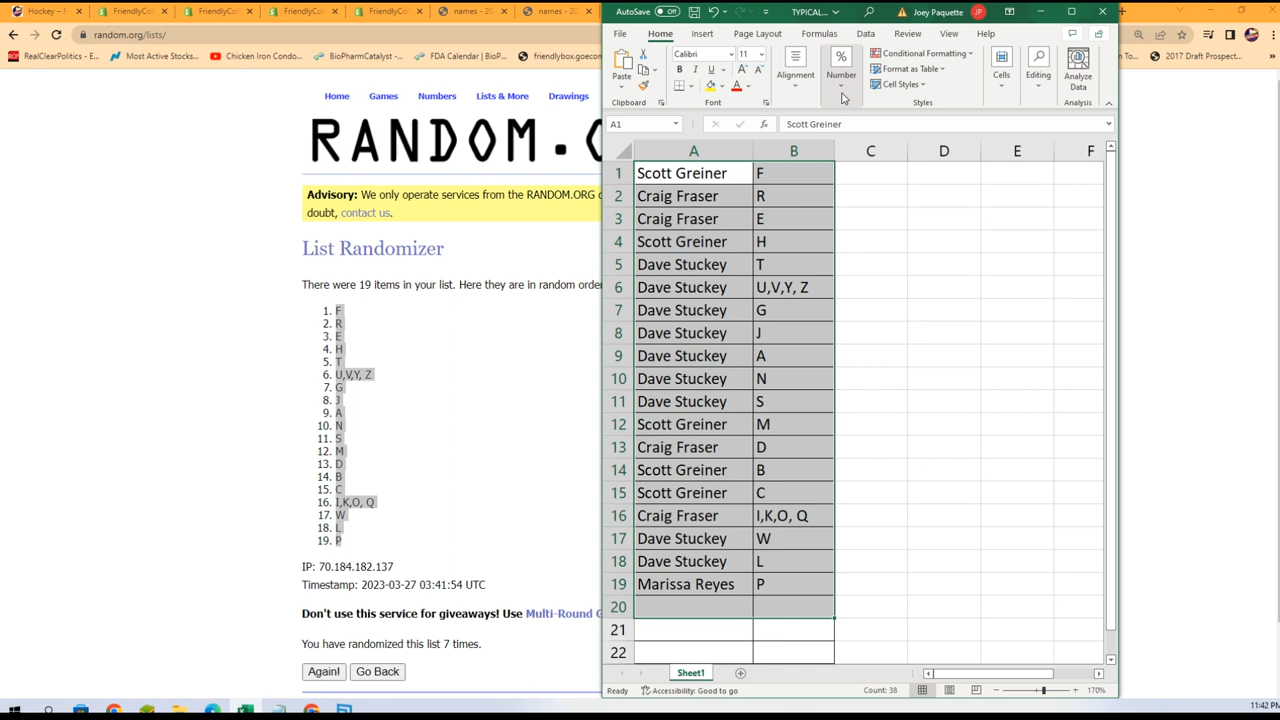 Hockey –
FriendlyCo
FriendlyCo
FriendlyCo
FriendlyCo
names - 20
names - 20
random.org/lists/
RealClearPolitics - E
Most Active Stocks...
Chicken Iron Condo...
BioPharmCatalyst -...
FDA Calendar | BioP...
friendlybox.goecon
2017 Draft Prospect...
Home Games Numbers Lists & More Drawings
RANDOM.O
Advisory: We only operate services from the RANDOM.ORG
doubt, contact us.
List Randomizer
There were 19 items in your list. Here they are in random order
1. F
2. R
3. E
4. H
5. T
6. U,V,Y, Z
7. G
8. J
9. A
10. N
11. S
12. M
13. D
14. B
15. C
16. I,K,O, Q
17. W
18. L
19. P
IP: 70.184.182.137
Timestamp: 2023-03-27 03:41:54 UTC
Don't use this service for giveaways! Use Multi-Round G
You have randomized this list 7 times.
Again! Go Back
AutoSave Off TYPICAL... Joey Paquette JP
File Home Insert Page Layout Formulas Data Review View Help
Paste
Clipboard
Calibri 11
B I U
Font
Alignment
Number
Conditional Formatting
Format as Table
Cell Styles
Styles
Cells
Editing
Analyze
Data
Analysis
A1 fx Scott Greiner
A B C D E F
1 Scott Greiner F
2 Craig Fraser R
3 Craig Fraser E
4 Scott Greiner H
5 Dave Stuckey T
6 Dave Stuckey U,V,Y, Z
7 Dave Stuckey G
8 Dave Stuckey J
9 Dave Stuckey A
10 Dave Stuckey N
11 Dave Stuckey S
12 Scott Greiner M
13 Craig Fraser D
14 Scott Greiner B
15 Scott Greiner C
16 Craig Fraser I,K,O, Q
17 Dave Stuckey W
18 Dave Stuckey L
19 Marissa Reyes P
20
21
22
Sheet1
Ready Accessibility: Good to go Count: 38 170%
11:42 PM